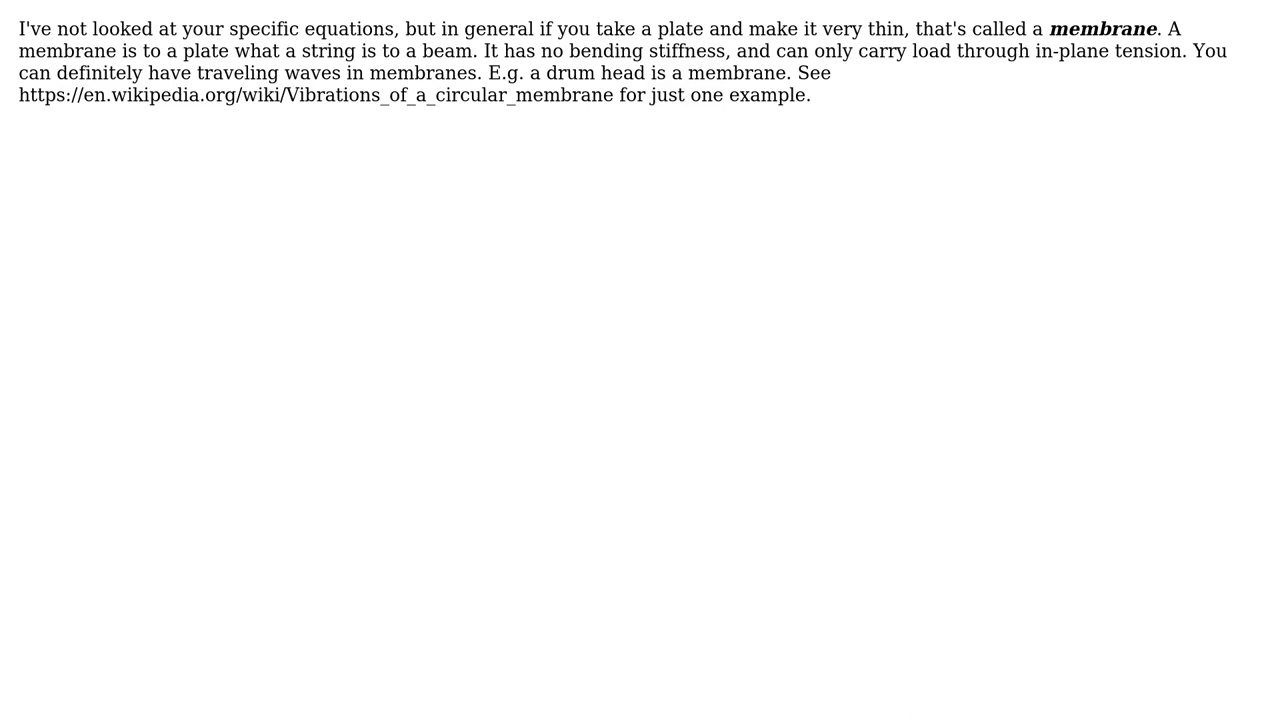 I've not looked at your specific equations, but in general if you take a plate and make it very thin, that's called a membrane. A
membrane is to a plate what a string is to a beam. It has no bending stiffness, and can only carry load through in-plane tension. You
can definitely have traveling waves in membranes. E.g. a drum head is a membrane. See
https://en.wikipedia.org/wiki/Vibrations_of_a_circular_membrane for just one example.